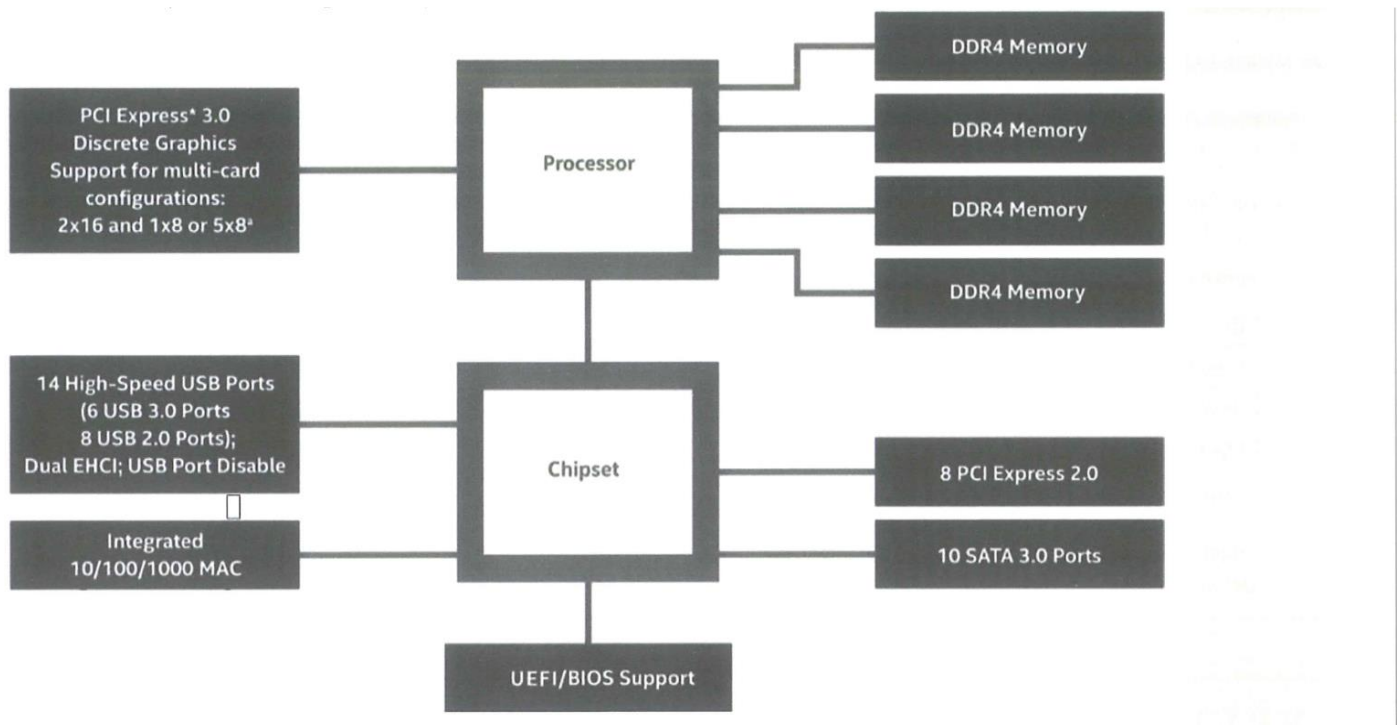 PCI Express* 3.0
Discrete Graphics
Support for multi-card
configurations:
2x16 and 1x8 or 5x8ª
Processor
DDR4 Memory
DDR4 Memory
DDR4 Memory
DDR4 Memory
14 High-Speed USB Ports
(6 USB 3.0 Ports
8 USB 2.0 Ports);
Dual EHCI; USB Port Disable
Integrated
10/100/1000 MAC
Chipset
8 PCI Express 2.0
10 SATA 3.0 Ports
UEFI/BIOS Support